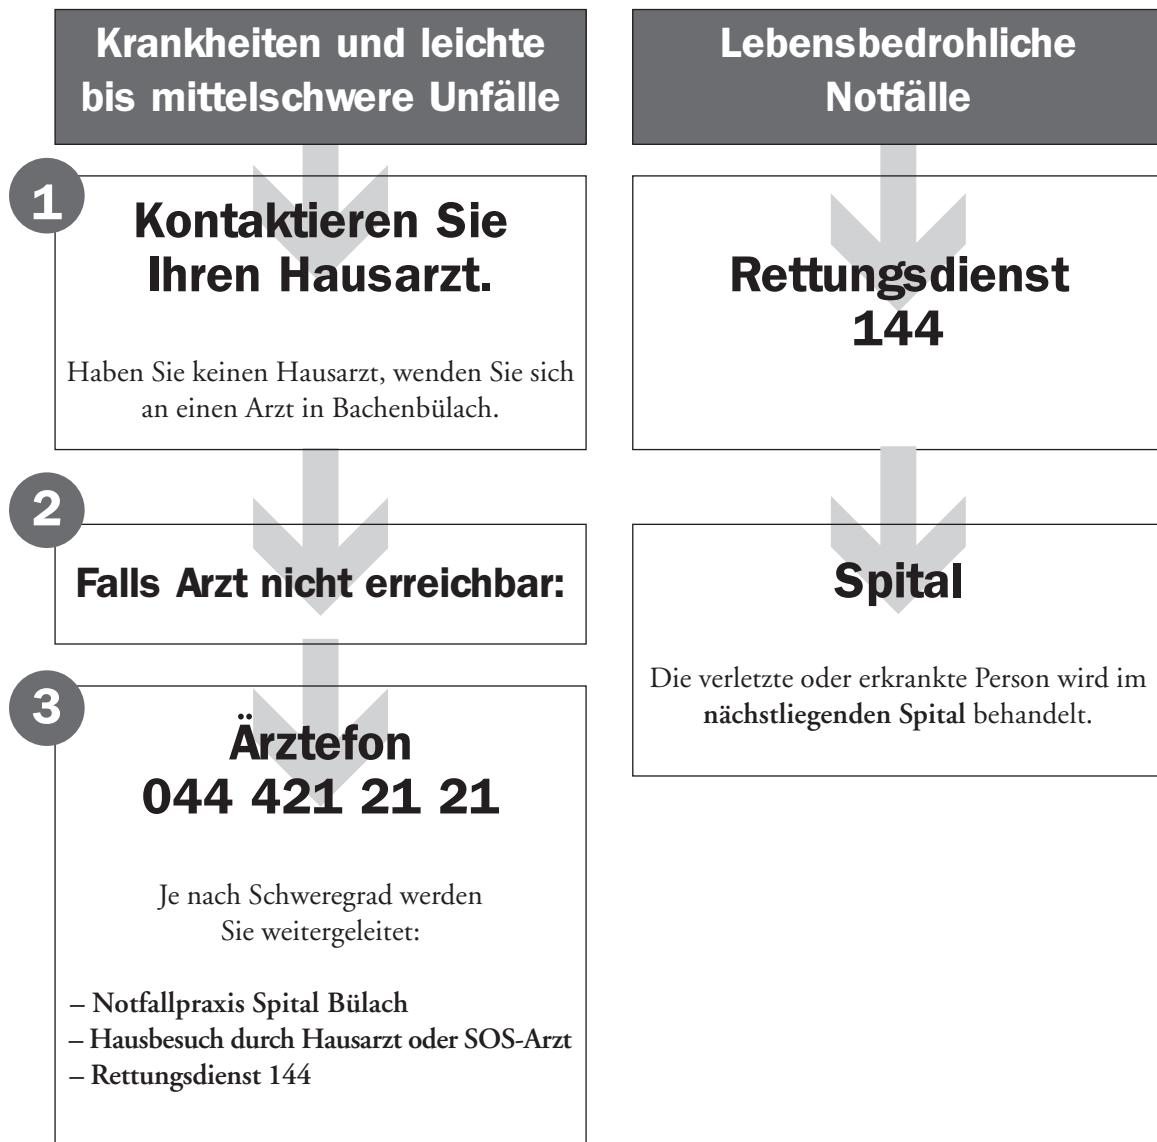 Krankheiten und leichte
bis mittelschwere Unfälle
1
Kontaktieren Sie
Ihren Hausarzt.
Haben Sie keinen Hausarzt, wenden Sie sich
an einen Arzt in Bachenbülach.
2
Falls Arzt nicht erreichbar:
3
Ärztefon
044 421 21 21
Je nach Schweregrad werden
Sie weitergeleitet:
– Notfallpraxis Spital Bülach
– Hausbesuch durch Hausarzt oder SOS-Arzt
– Rettungsdienst 144
Lebensbedrohliche
Notfälle
Rettungsdienst
144
Spital
Die verletzte oder erkrankte Person wird im
nächstliegenden Spital behandelt.